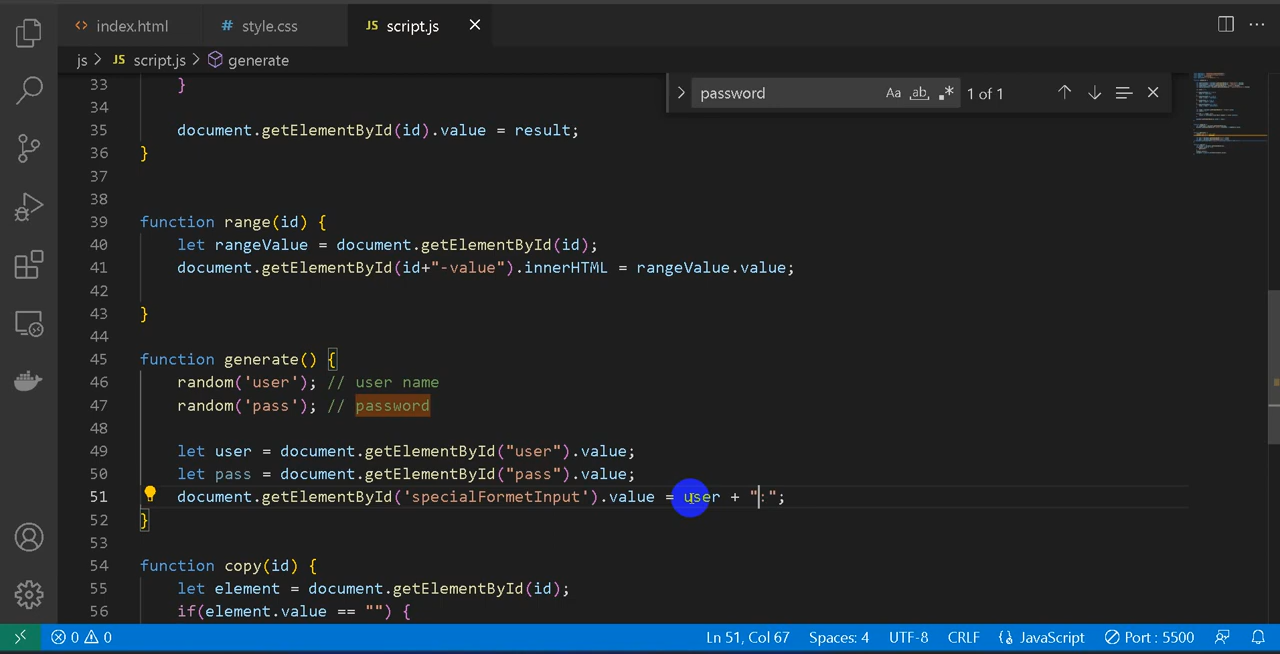 index.html
# style.css
JS script.js
js > JS script.js > generate
password
Aa ab .* 1 of 1
33 }
34
35 document.getElementById(id).value = result;
36 }
37
38
39 function range(id) {
40 let rangeValue = document.getElementById(id);
41 document.getElementById(id+"-value").innerHTML = rangeValue.value;
42
43 }
44
45 function generate() {
46 random('user'); // user name
47 random('pass'); // password
48
49 let user = document.getElementById("user").value;
50 let pass = document.getElementById("pass").value;
51 document.getElementById('specialFormetInput').value = user + ":";
52 }
53
54 function copy(id) {
55 let element = document.getElementById(id);
56 if(element.value == "") {
0 0 Ln 51, Col 67 Spaces: 4 UTF-8 CRLF JavaScript Port : 5500